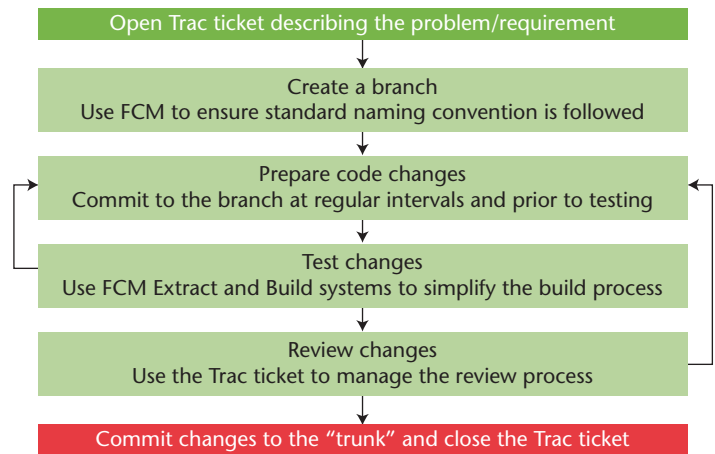 Open Trac ticket describing the problem/requirement
Create a branch
Use FCM to ensure standard naming convention is followed
Prepare code changes
Commit to the branch at regular intervals and prior to testing
Test changes
Use FCM Extract and Build systems to simplify the build process
Review changes
Use the Trac ticket to manage the review process
Commit changes to the “trunk” and close the Trac ticket